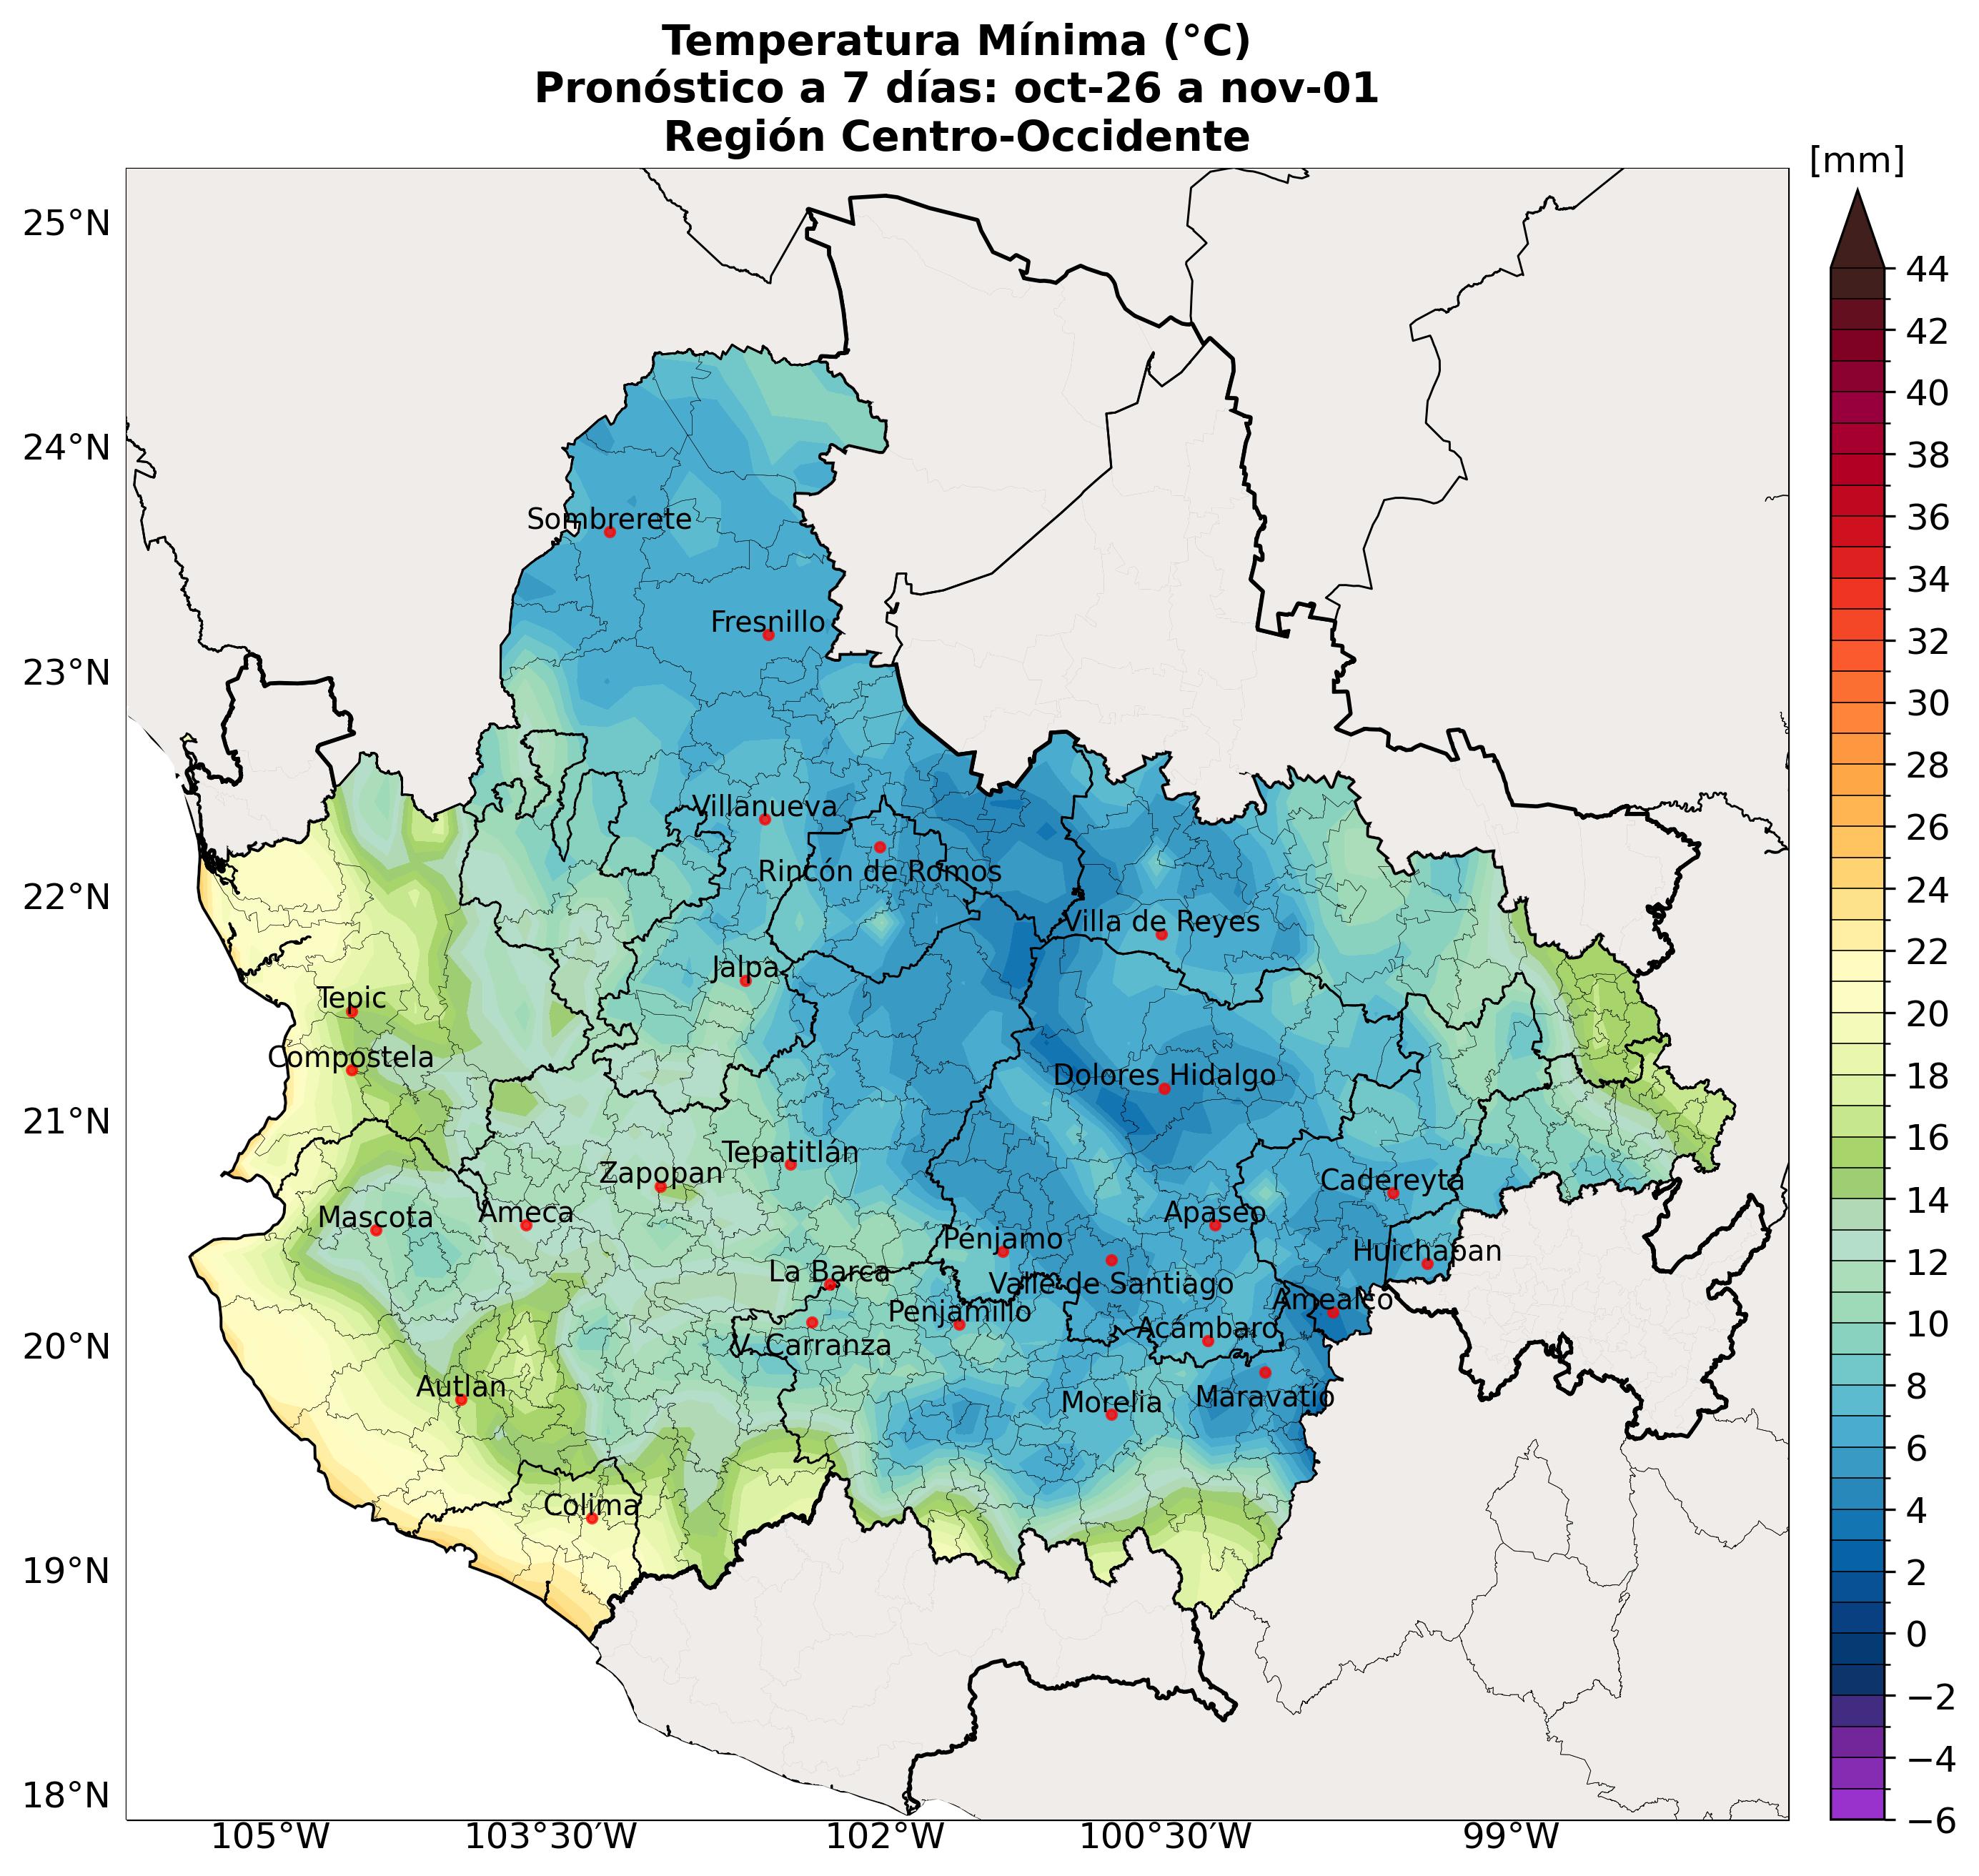 Temperatura Mínima (°C)
Pronóstico a 7 días: oct-26 a nov-01
Región Centro-Occidente
[mm]
25°N
24°N
23°N
22°N
21°N
20°N
19°N
18°N
Sombrerete
Fresnillo
Villanueva
Rincón de Romos
Villa de Reyes
Jalpa
Tepic
Compostela
Dolores Hidalgo
Tepatitlán
Zapopan
Cadereyta
Mascota
Ameca
Apaseo
Pénjamo
Huichapan
La Barca
Valle de Santiago
Amealco
Penjamillo
Acámbaro
V. Carranza
Autlan
Morelia
Maravatío
Colima
105°W
103°30'W
102°W
100°30'W
99°W
44
42
40
38
36
34
32
30
28
26
24
22
20
18
16
14
12
10
8
6
4
2
0
−2
−4
−6